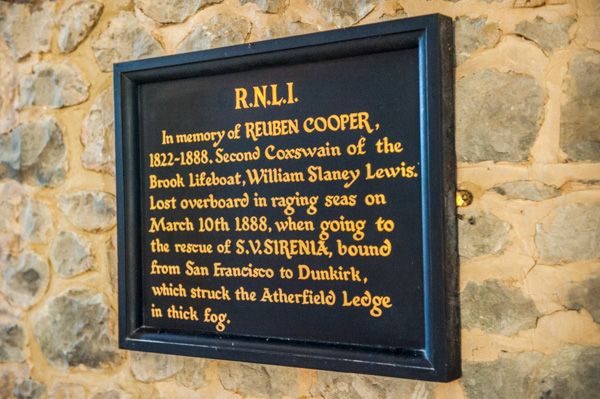 R.N.L.I.
In memory of REUBEN COOPER,
1822-1888. Second Coxswain of the
Brook Lifeboat, William Slaney Lewis.
Lost overboard in raging seas on
March 10th 1888, when going to
the rescue of S.V. SIRENIA, bound
from San Francisco to Dunkirk,
which struck the Atherfield Ledge
in thick fog.